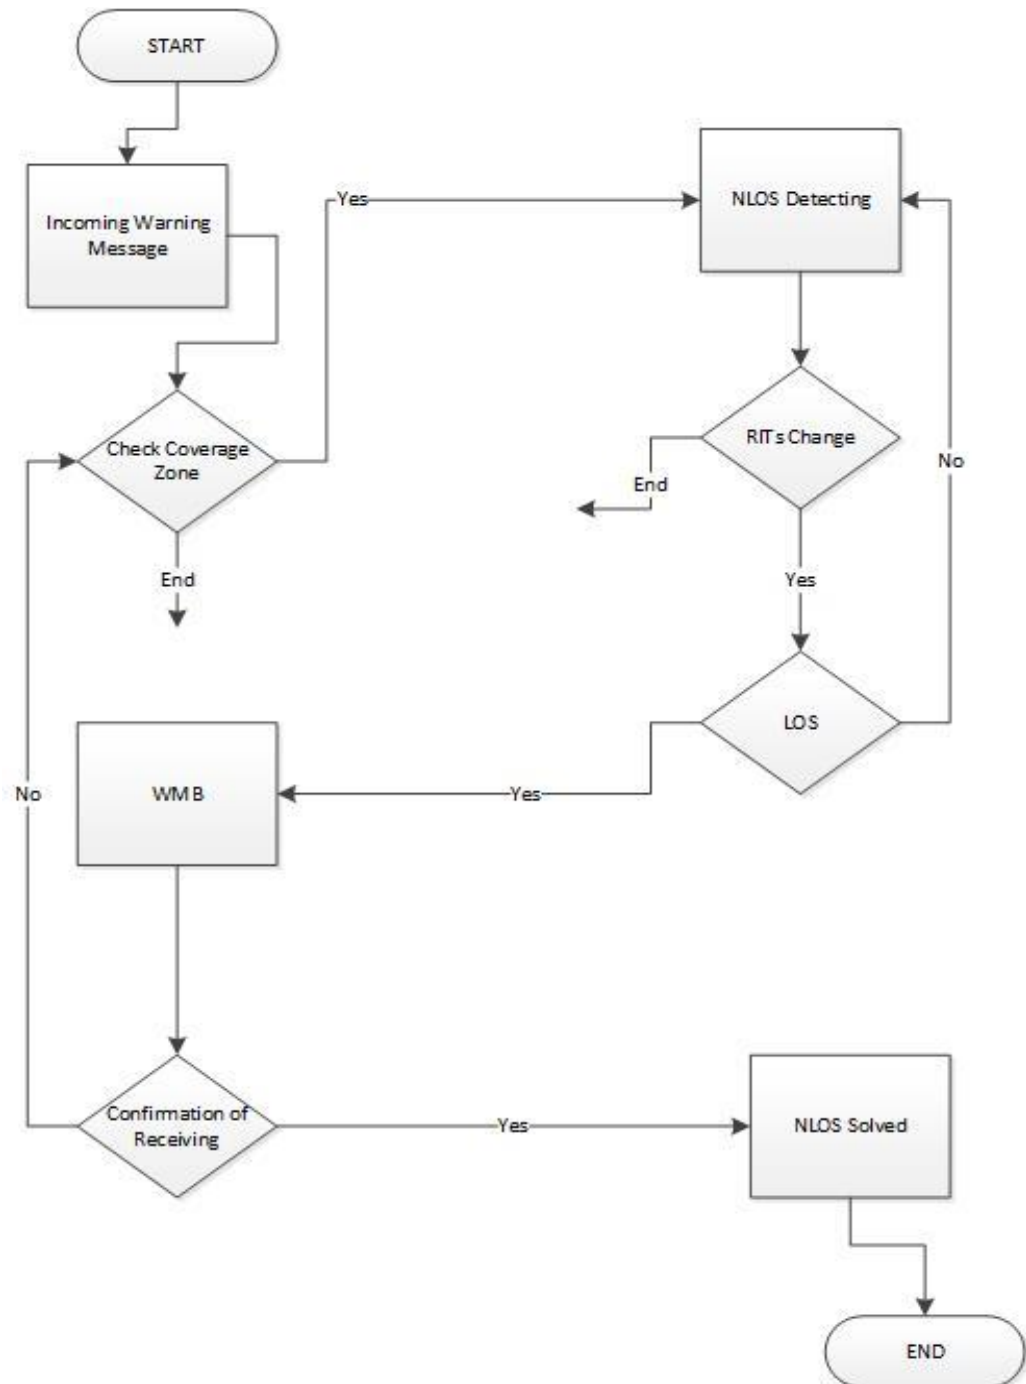 START
Incoming Warning
Message
Yes
NLOS Detecting
Check Coverage
Zone
RITs Change
End
No
End
Yes
LOS
No
WMB
Yes
Confirmation of
Receiving
Yes
NLOS Solved
END